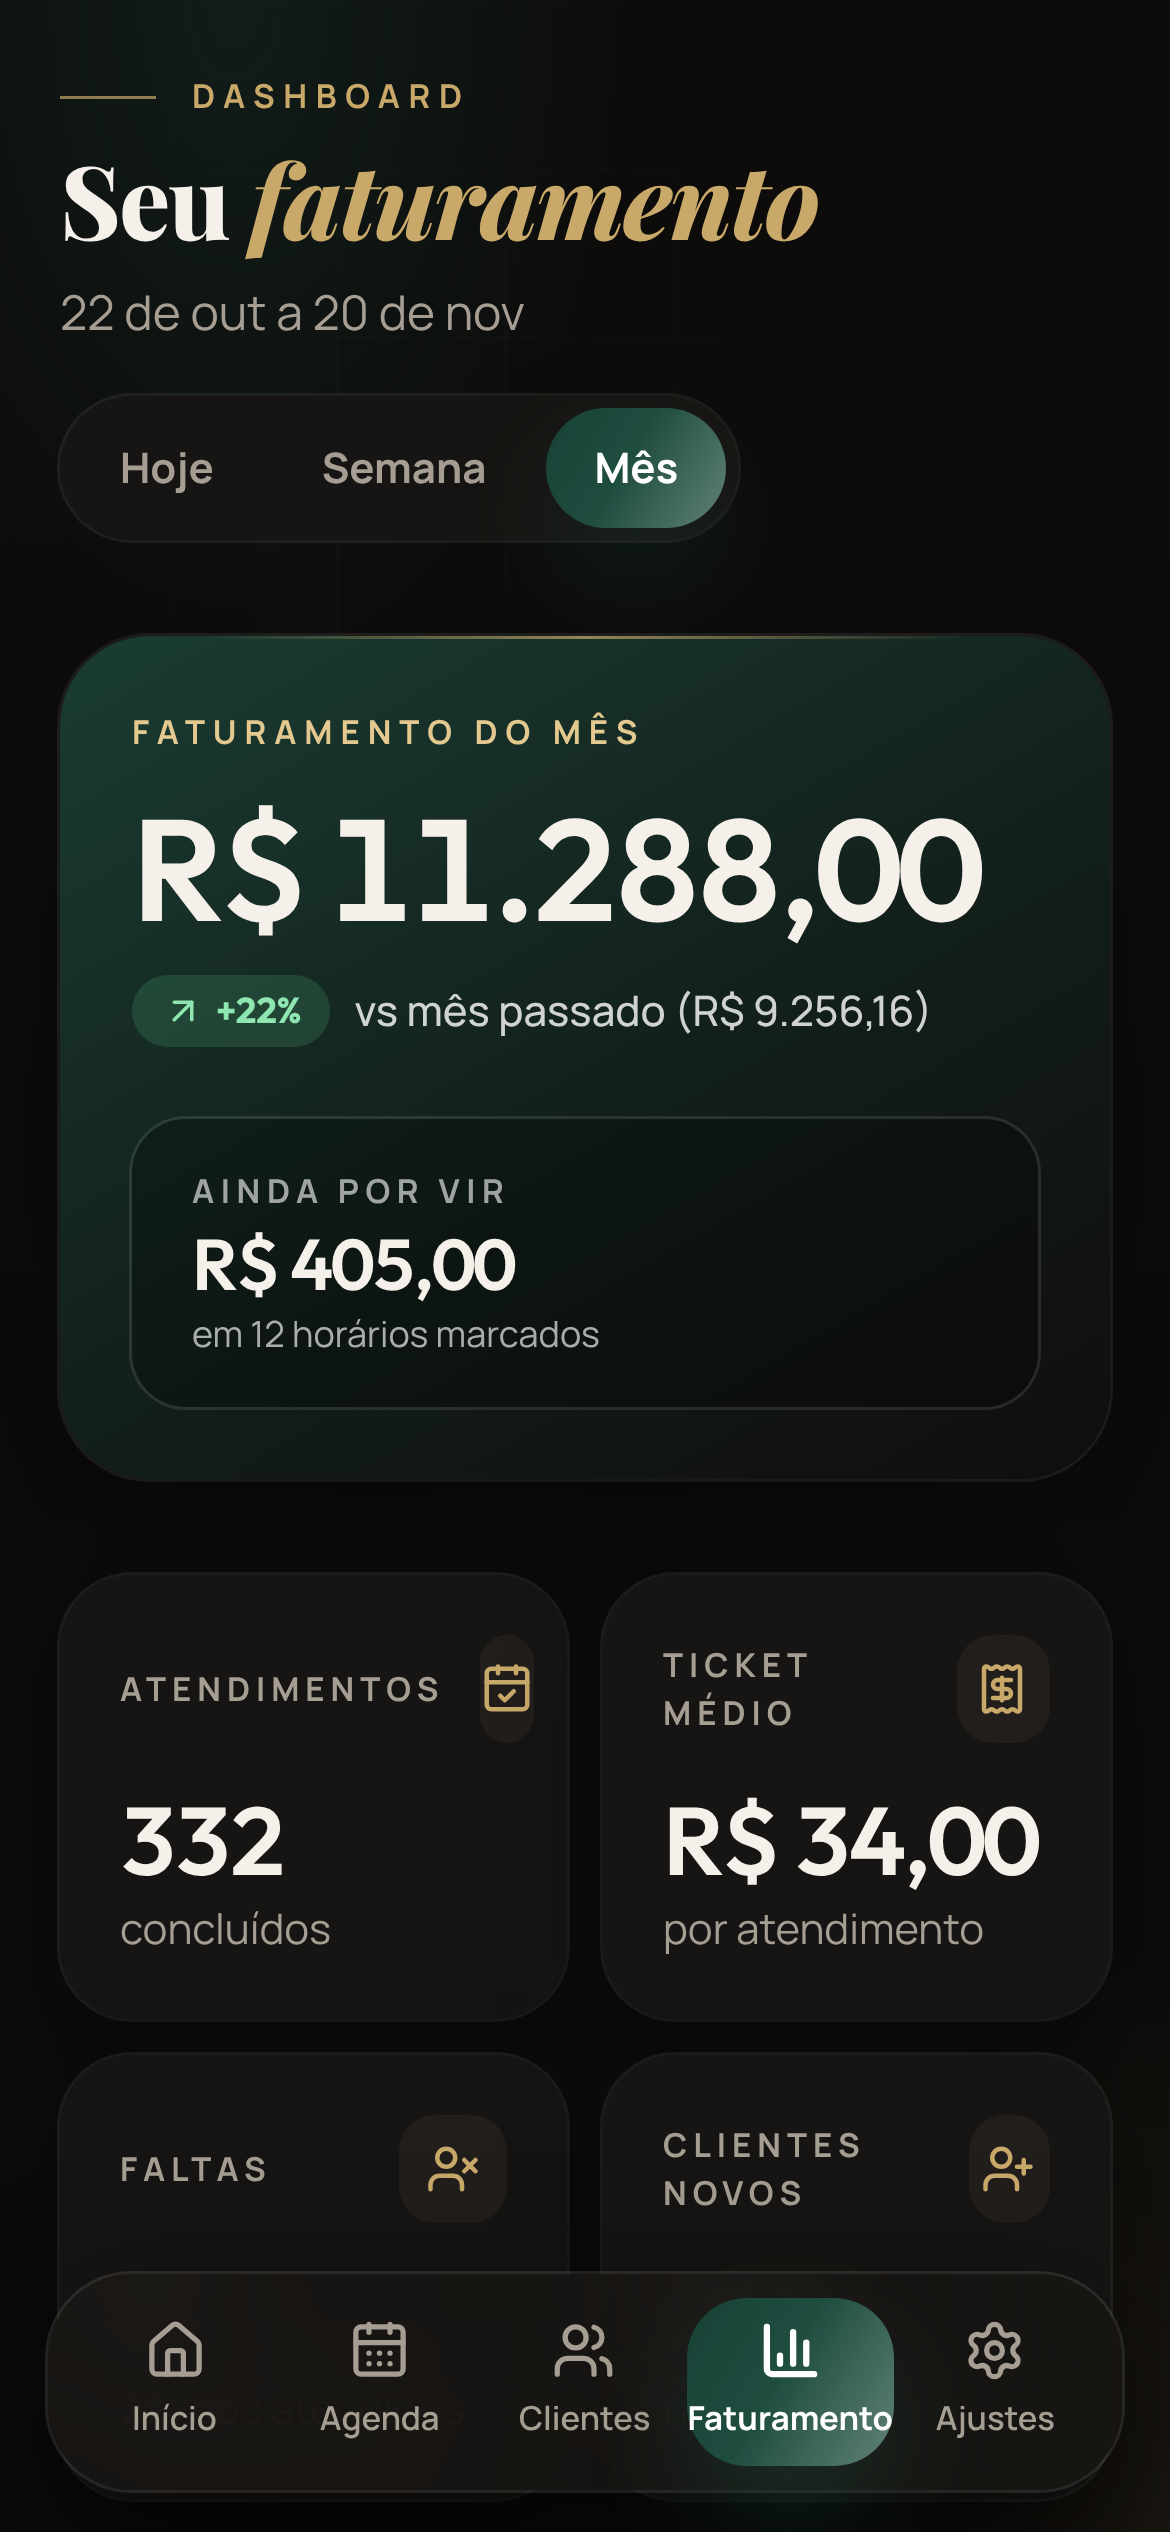 DASHBOARD
Seu faturamento
22 de out a 20 de nov
Hoje
Semana
Mês
FATURAMENTO DO MÊS
R$ 11.288,00
+22%
vs mês passado (R$ 9.256,16)
AINDA POR VIR
R$ 405,00
em 12 horários marcados
ATENDIMENTOS
332
concluídos
TICKET
MÉDIO
R$ 34,00
por atendimento
FALTAS
CLIENTES
NOVOS
Início
Agenda
Clientes
Faturamento
Ajustes